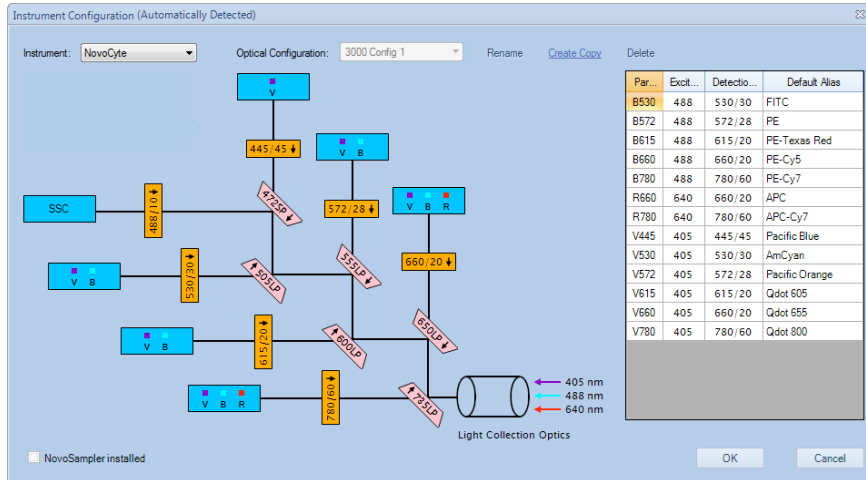 Instrument Configuration (Automatically Detected)
Instrument: NovoCyte Optical Configuration: 3000 Config 1 Rename Create Copy Delete
V
445/45
V B
SSC
488/10
472SP
572/28
V B R
V B
530/30
505LP
555LP
660/20
V B
615/20
600LP
650LP
V B R
780/60
735LP
405 nm
488 nm
640 nm
Light Collection Optics
Par... Excit... Detectio... Default Alias
B530 488 530/30 FITC
B572 488 572/28 PE
B615 488 615/20 PE-Texas Red
B660 488 660/20 PE-Cy5
B780 488 780/60 PE-Cy7
R660 640 660/20 APC
R780 640 780/60 APC-Cy7
V445 405 445/45 Pacific Blue
V530 405 530/30 AmCyan
V572 405 572/28 Pacific Orange
V615 405 615/20 Qdot 605
V660 405 660/20 Qdot 655
V780 405 780/60 Qdot 800
NovoSampler installed
OK Cancel